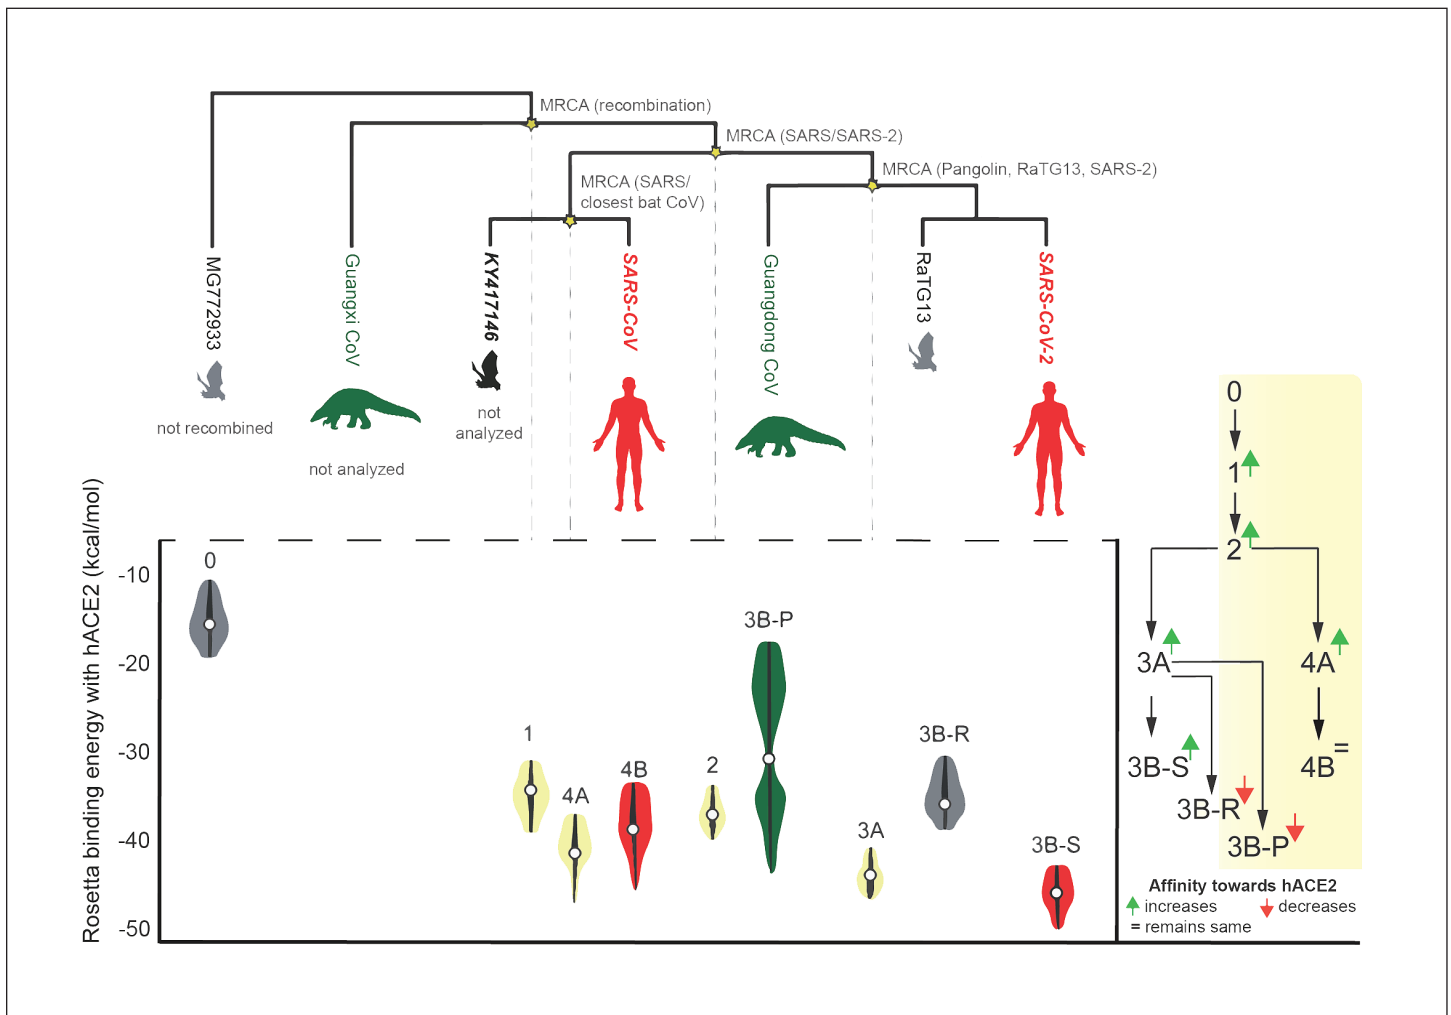 MRCA (recombination)
MRCA (SARS/SARS-2)
MRCA (Pangolin, RaTG13, SARS-2)
MRCA (SARS/
closest bat CoV)
MG772933
Guangxi CoV
KY417146
SARS-CoV
Guangdong CoV
RaTG13
SARS-CoV-2
not recombined
not analyzed
not
analyzed
Rosetta binding energy with hACE2 (kcal/mol)
-10
-20
-30
-40
-50
0
1
4A
4B
2
3B-P
3A
3B-R
3B-S
0
1
2
3A
4A
3B-S
4B =
3B-R
3B-P
Affinity towards hACE2
increases
decreases
= remains same